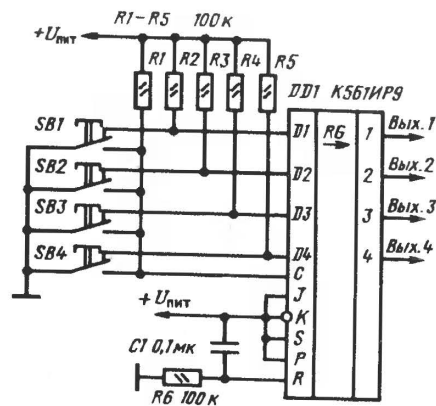 R1-R5 100к
+Uпит
R1 R2 R3 R4 R5
DD1 К561ИР9
SB1
D1 RG 1 Вых.1
SB2
D2 2 Вых.2
SB3
D3 3 Вых.3
SB4
D4 4 Вых.4
C
J
+Uпит
K
S
C1 0,1мк
P
R
R6 100к